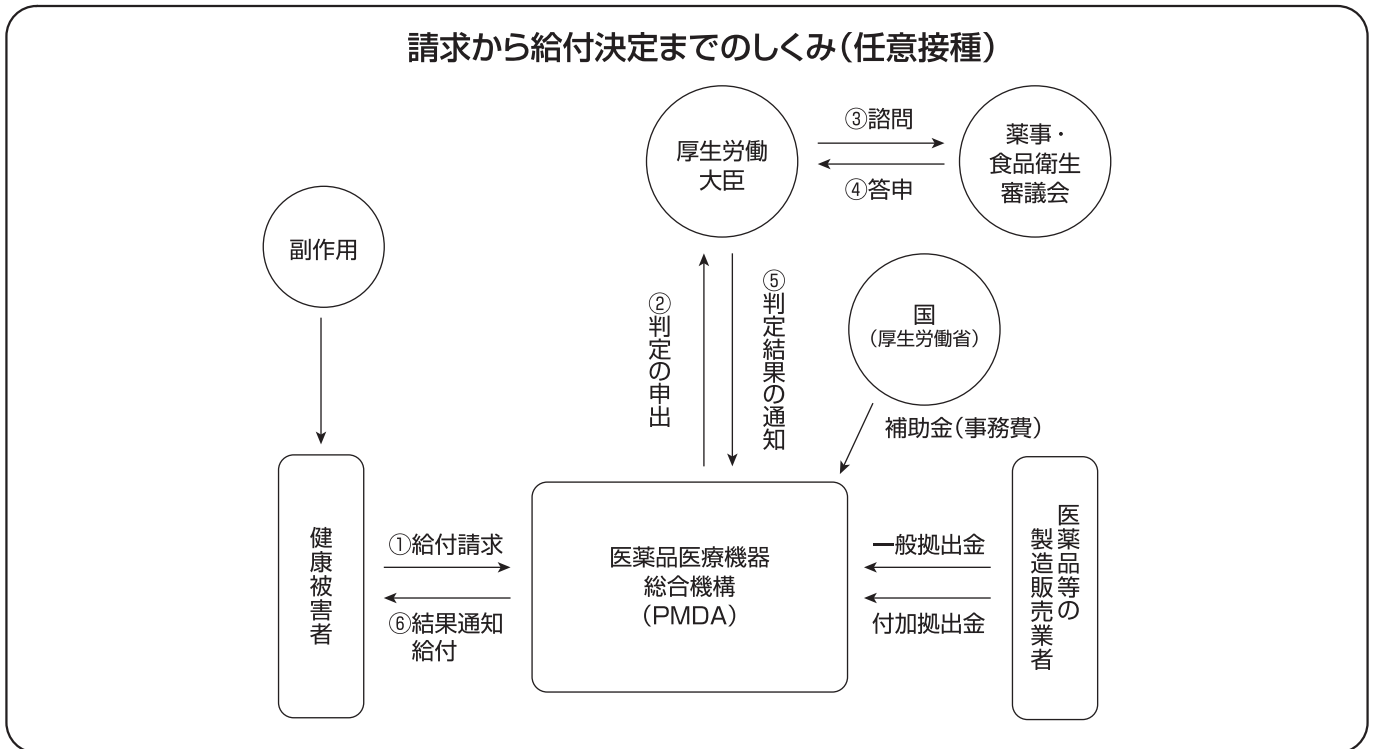 請求から給付決定までのしくみ（任意接種）
厚生労働
大臣
③諮問
④答申
薬事・
食品衛生
審議会
副作用
②判定の申出
⑤判定結果の通知
国
（厚生労働省）
補助金（事務費）
健康被害者
①給付請求
⑥結果通知
給付
医薬品医療機器
総合機構
（PMDA）
一般拠出金
付加拠出金
医薬品等の
製造販売業者